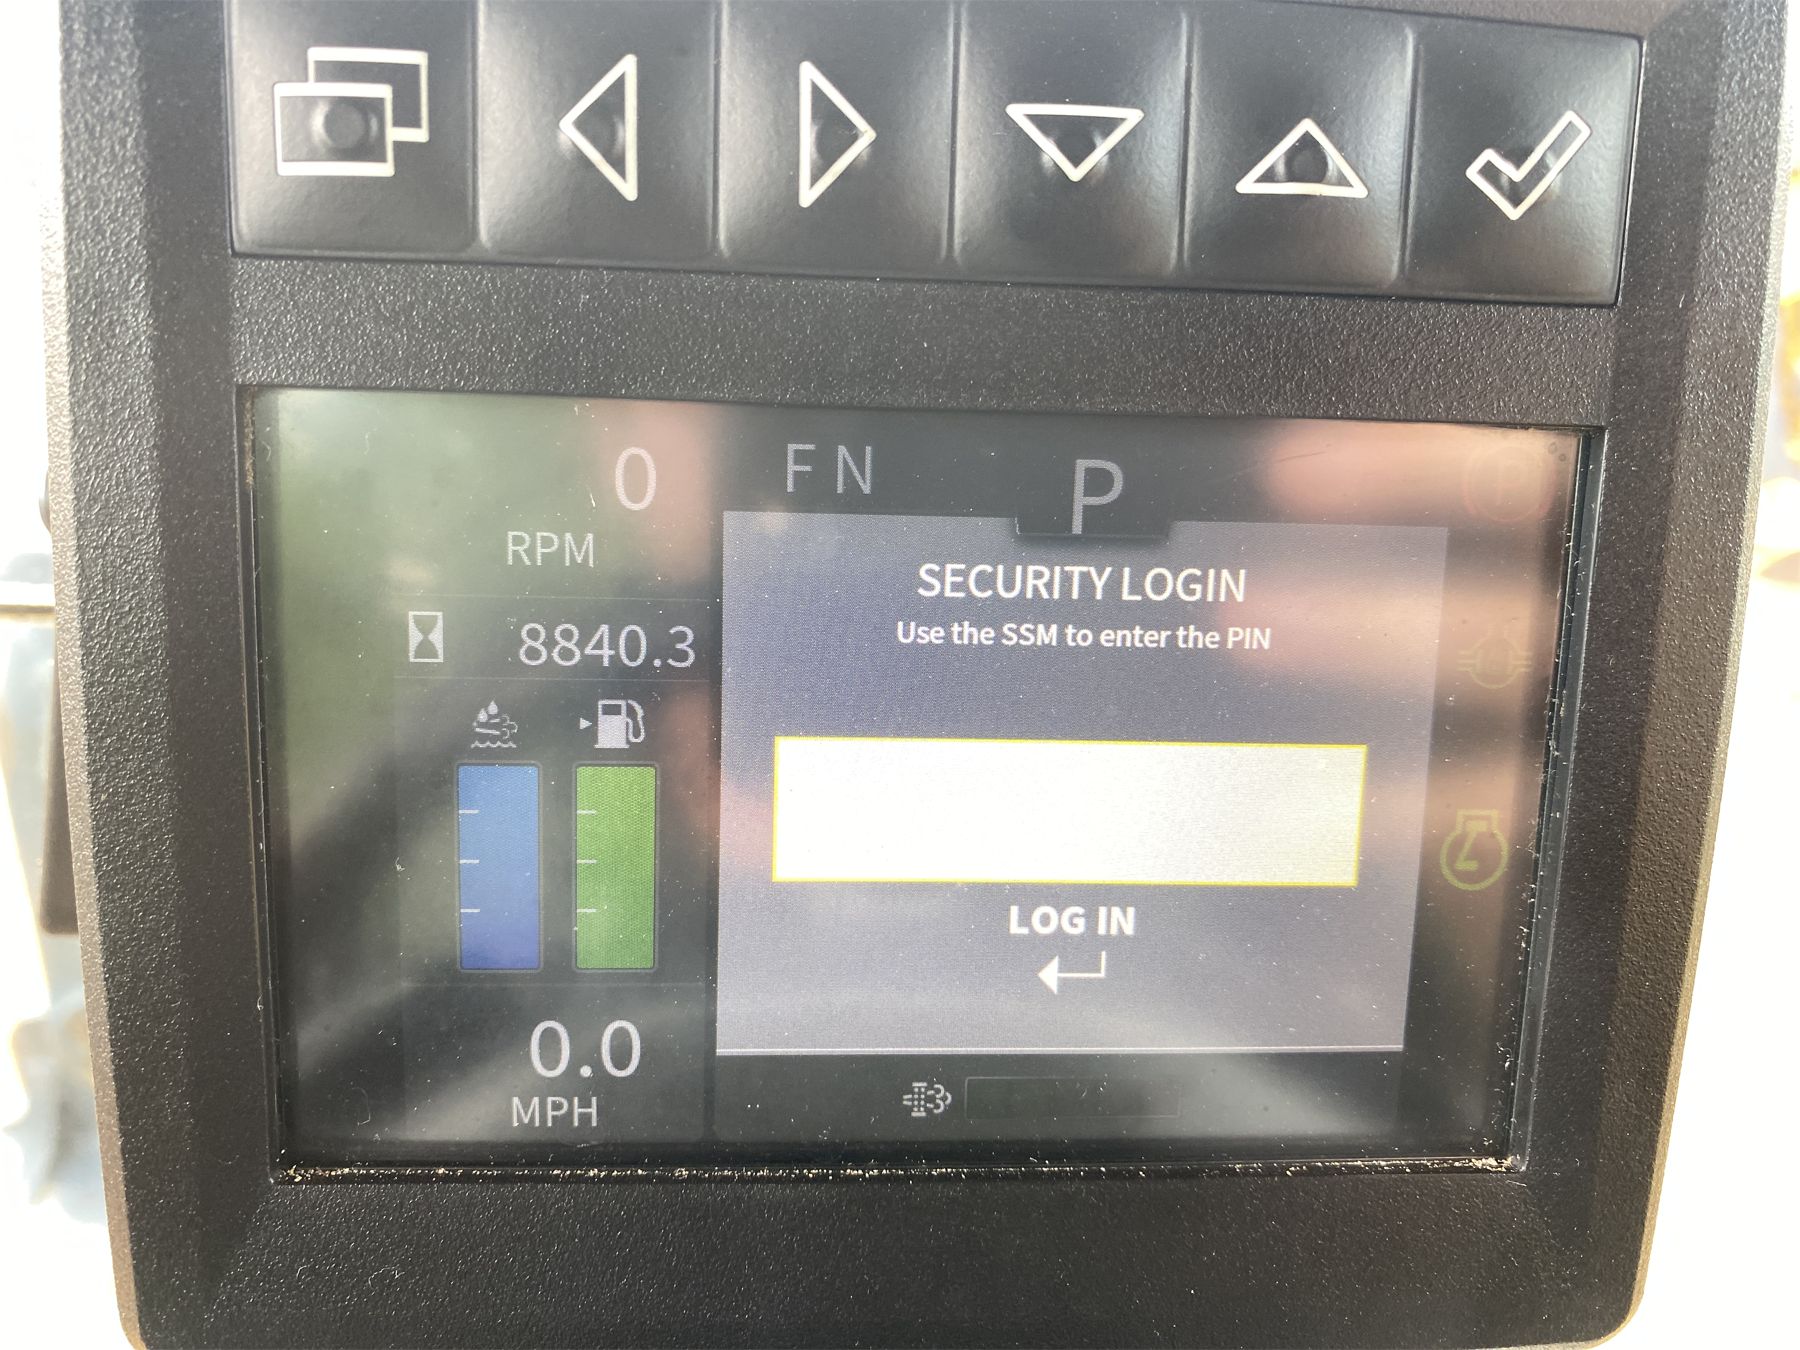 0
RPM
F N
P
8840.3
SECURITY LOGIN
Use the SSM to enter the PIN
LOG IN
0.0
MPH